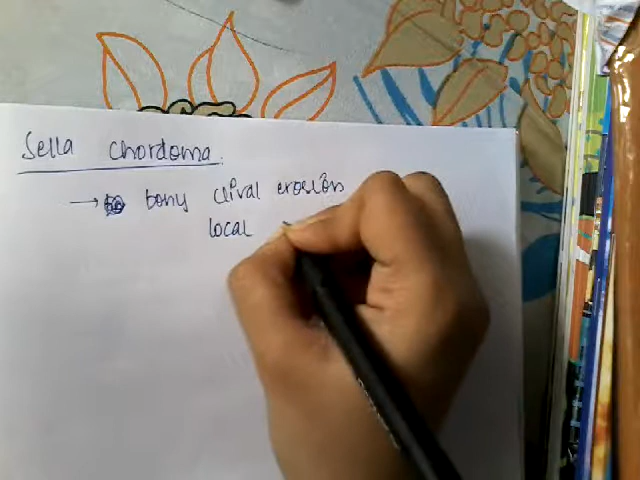 Sella Chordoma.
→ bony clival erosion
local